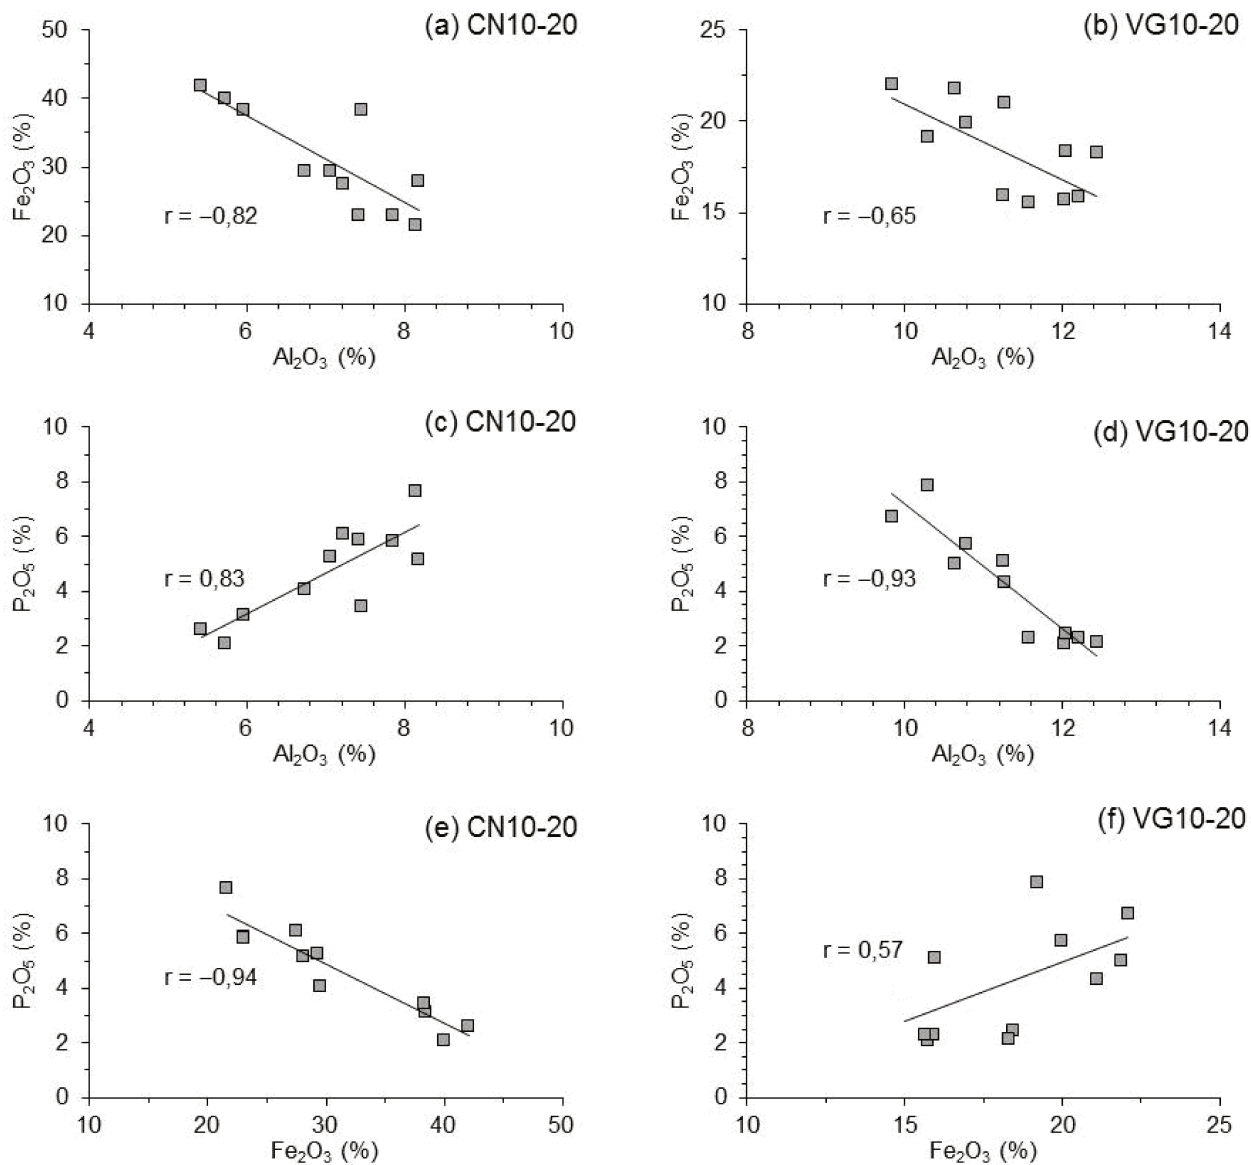 (a) CN10-20
50
40
30
20
10
Fe₂O₃ (%)
r = –0,82
4 6 8 10
Al₂O₃ (%)
(b) VG10-20
25
20
15
10
Fe₂O₃ (%)
r = –0,65
8 10 12 14
Al₂O₃ (%)
(c) CN10-20
10
8
6
4
2
0
P₂O₅ (%)
r = 0,83
4 6 8 10
Al₂O₃ (%)
(d) VG10-20
10
8
6
4
2
0
P₂O₅ (%)
r = –0,93
8 10 12 14
Al₂O₃ (%)
(e) CN10-20
10
8
6
4
2
0
P₂O₅ (%)
r = –0,94
10 20 30 40 50
Fe₂O₃ (%)
(f) VG10-20
10
8
6
4
2
0
P₂O₅ (%)
r = 0,57
10 15 20 25
Fe₂O₃ (%)